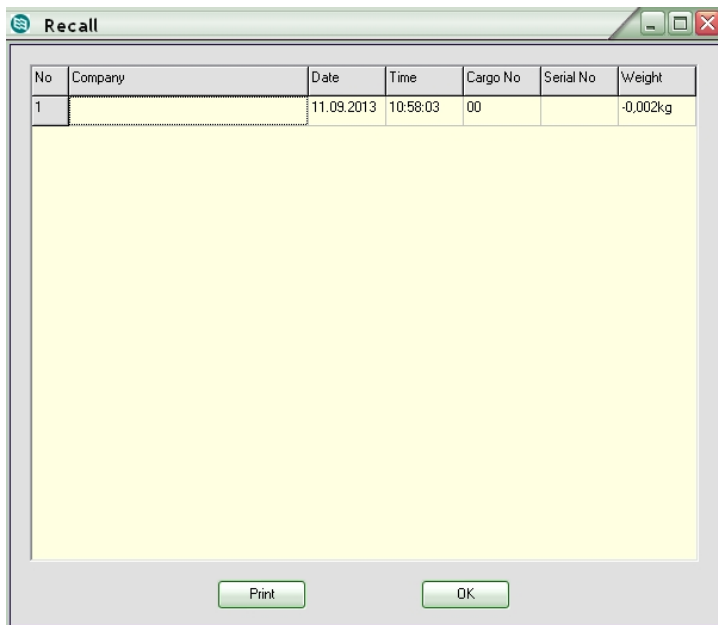 Recall
No Company Date Time Cargo No Serial No Weight
1 11.09.2013 10:58:03 00 -0,002kg
Print OK